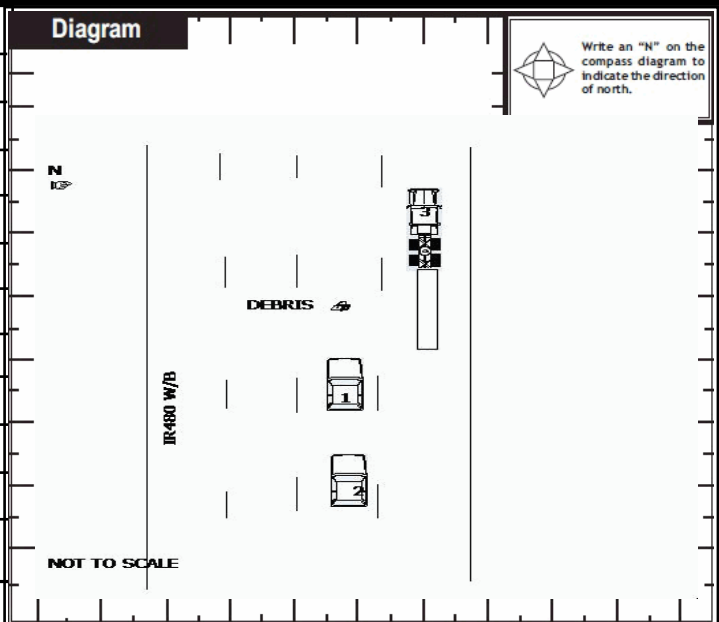 Diagram
Write an “N” on the
compass diagram to
indicate the direction
of north.
N
3
DEBRIS
1
IR480 W/B
2
NOT TO SCALE